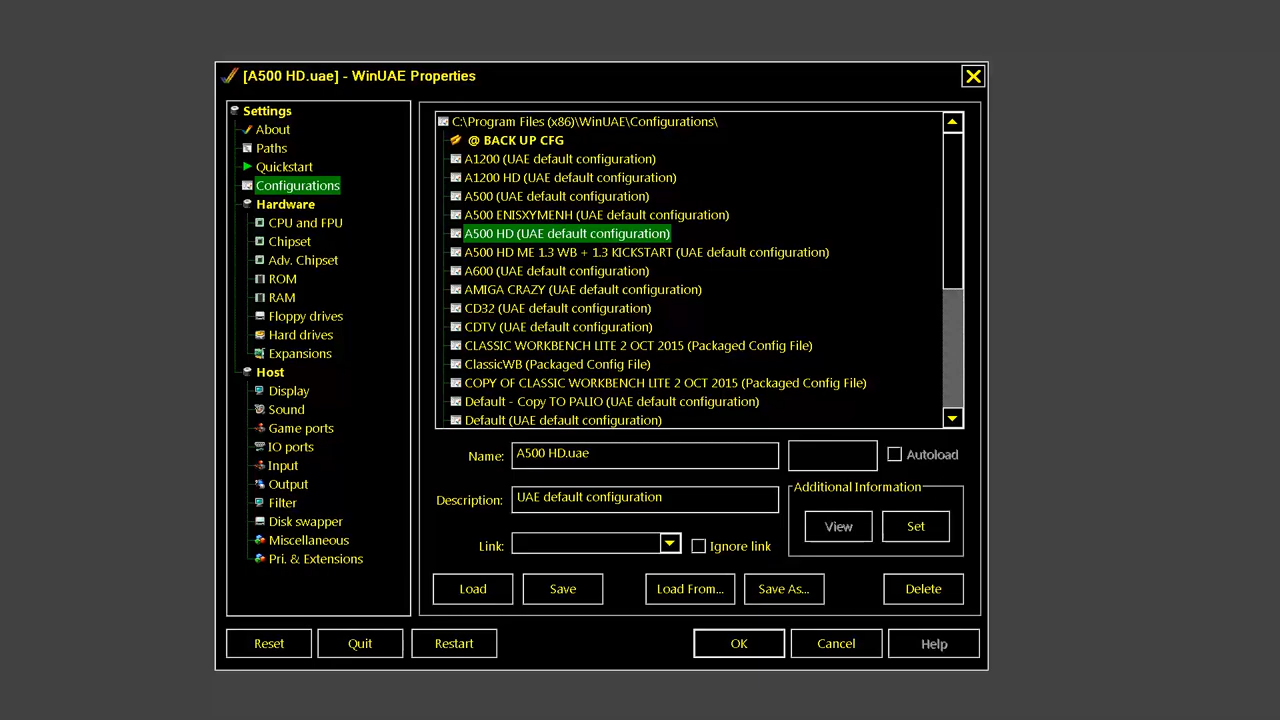 [A500 HD.uae] - WinUAE Properties
Settings
About
Paths
Quickstart
Configurations
Hardware
CPU and FPU
Chipset
Adv. Chipset
ROM
RAM
Floppy drives
Hard drives
Expansions
Host
Display
Sound
Game ports
IO ports
Input
Output
Filter
Disk swapper
Miscellaneous
Pri. & Extensions
C:\Program Files (x86)\WinUAE\Configurations\
@ BACK UP CFG
A1200 (UAE default configuration)
A1200 HD (UAE default configuration)
A500 (UAE default configuration)
A500 ENISXYMENH (UAE default configuration)
A500 HD (UAE default configuration)
A500 HD ME 1.3 WB + 1.3 KICKSTART (UAE default configuration)
A600 (UAE default configuration)
AMIGA CRAZY (UAE default configuration)
CD32 (UAE default configuration)
CDTV (UAE default configuration)
CLASSIC WORKBENCH LITE 2 OCT 2015 (Packaged Config File)
ClassicWB (Packaged Config File)
COPY OF CLASSIC WORKBENCH LITE 2 OCT 2015 (Packaged Config File)
Default - Copy TO PALIO (UAE default configuration)
Default (UAE default configuration)
Name: A500 HD.uae Autoload
Description: UAE default configuration
Additional Information
View Set
Link: Ignore link
Load Save Load From... Save As... Delete
Reset Quit Restart OK Cancel Help